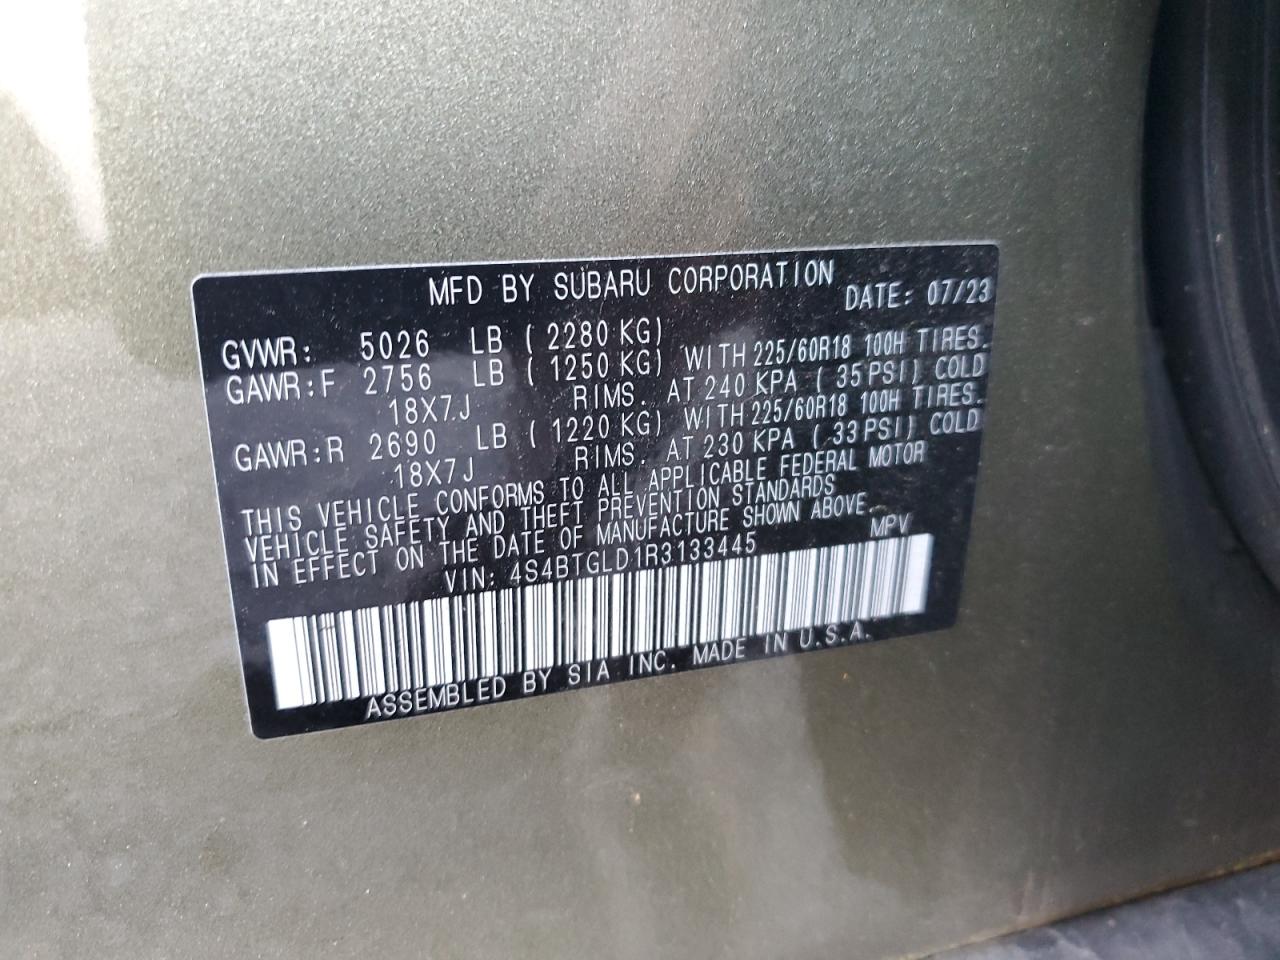 MFD BY SUBARU CORPORATION DATE: 07/23
GVWR: 5026 LB ( 2280 KG)
GAWR:F 2756 LB ( 1250 KG) WITH 225/60R18 100H TIRES.
18X7J RIMS. AT 240 KPA ( 35 PSI) COLD
GAWR:R 2690 LB ( 1220 KG) WITH 225/60R18 100H TIRES.
18X7J RIMS. AT 230 KPA ( 33 PSI) COLD
THIS VEHICLE CONFORMS TO ALL APPLICABLE FEDERAL MOTOR
VEHICLE SAFETY AND THEFT PREVENTION STANDARDS
IN EFFECT ON THE DATE OF MANUFACTURE SHOWN ABOVE.
VIN: 4S4BTGLD1R3133445 MPV
ASSEMBLED BY SIA INC. MADE IN U.S.A.